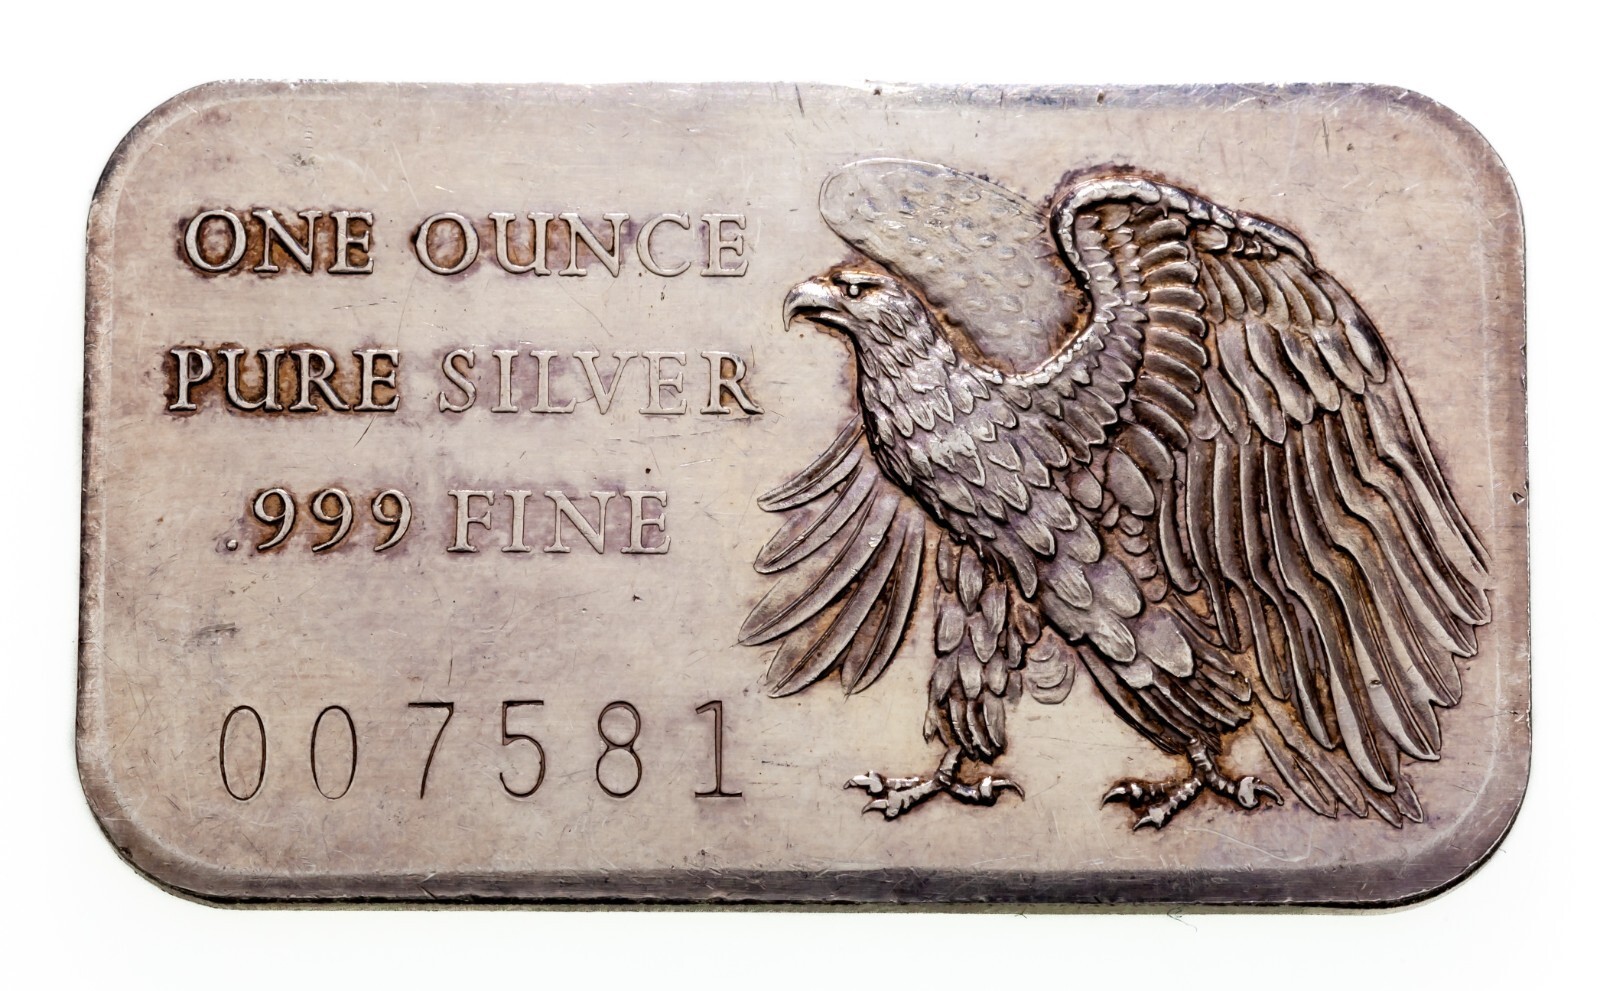 ONE OUNCE
PURE SILVER
.999 FINE
007581